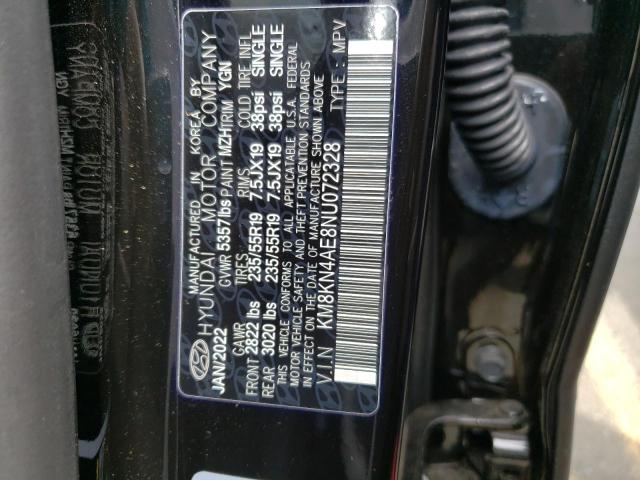 MANUFACTURED IN KOREA BY
HYUNDAI MOTOR COMPANY
JAN/2022 GVWR 5357lbs PAINT MZH1RIM YGN
GAWR TIRES RIMS COLD TIRE INFL
FRONT 2822 lbs 235/55R19 7.5JX19 38psi SINGLE
REAR 3020 lbs 235/55R19 7.5JX19 38psi SINGLE
THIS VEHICLE CONFORMS TO ALL APPLICABLE U.S.A. FEDERAL
MOTOR VEHICLE SAFETY AND THEFT PREVENTION STANDARDS
IN EFFECT ON THE DATE OF MANUFACTURE SHOWN ABOVE
V.I.N : KM8KN4AE8NU072328 TYPE : MPV